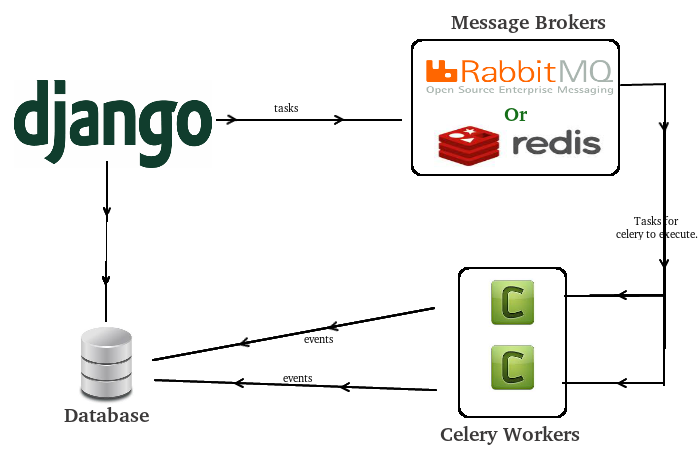 Message Brokers
RabbitMQ
Open Source Enterprise Messaging
django
tasks
Or
redis
Tasks for
celery to execute.
C
events
C
events
Database
Celery Workers